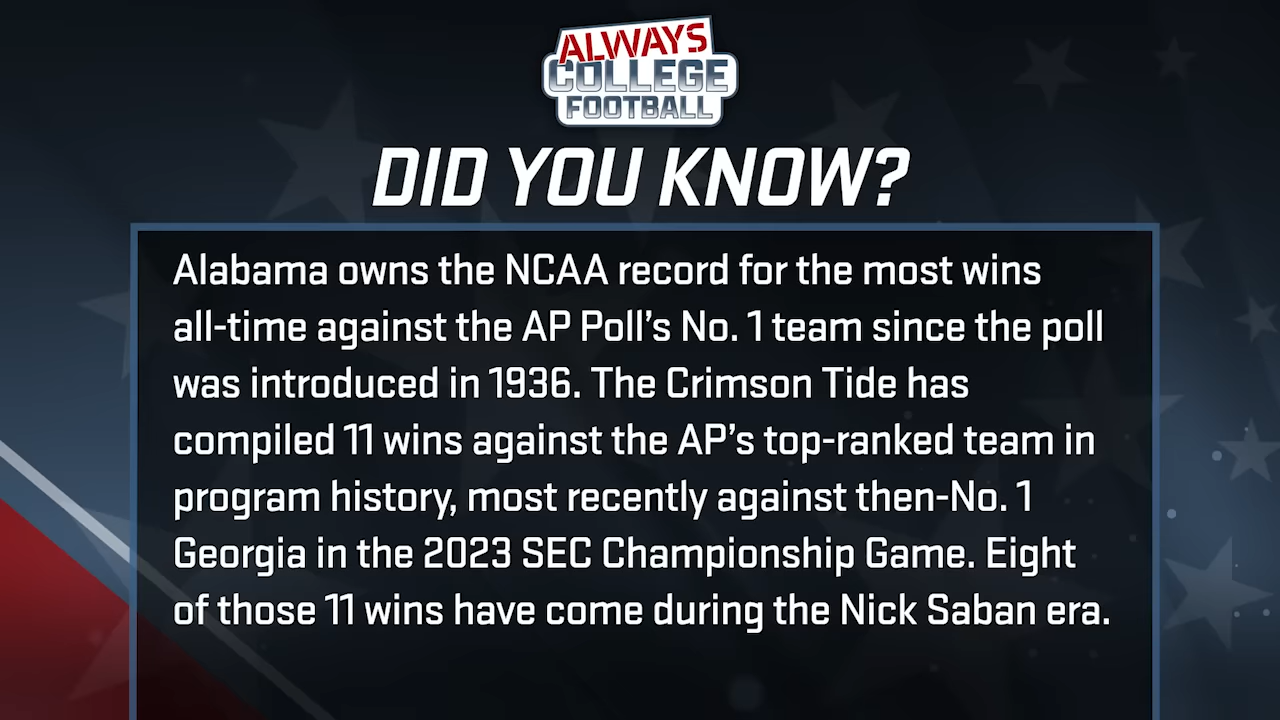 ALWAYS
COLLEGE
FOOTBALL
DID YOU KNOW?
Alabama owns the NCAA record for the most wins
all-time against the AP Poll's No. 1 team since the poll
was introduced in 1936. The Crimson Tide has
compiled 11 wins against the AP's top-ranked team in
program history, most recently against then-No. 1
Georgia in the 2023 SEC Championship Game. Eight
of those 11 wins have come during the Nick Saban era.